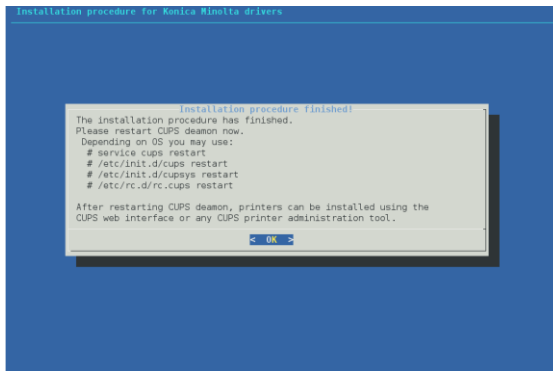 Installation procedure for Konica Minolta drivers
Installation procedure finished!
The installation procedure has finished.
Please restart CUPS deamon now.
Depending on OS you may use:
# service cups restart
# /etc/init.d/cups restart
# /etc/init.d/cupsys restart
# /etc/rc.d/rc.cups restart
After restarting CUPS deamon, printers can be installed using the
CUPS web interface or any CUPS printer administration tool.
< OK >